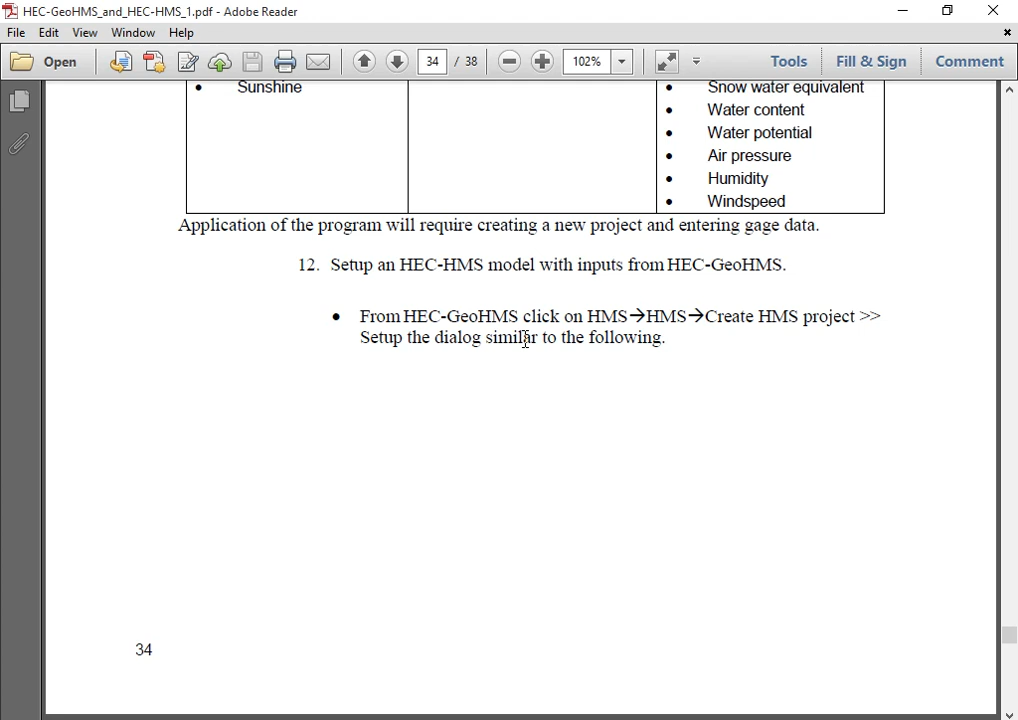 HEC-GeoHMS_and_HEC-HMS_1.pdf - Adobe Reader
File Edit View Window Help
Open 34 / 38 102% Tools Fill & Sign Comment
• Sunshine
• Snow water equivalent
• Water content
• Water potential
• Air pressure
• Humidity
• Windspeed
Application of the program will require creating a new project and entering gage data.
12. Setup an HEC-HMS model with inputs from HEC-GeoHMS.
• From HEC-GeoHMS click on HMS→HMS→Create HMS project >>
Setup the dialog similar to the following.
34